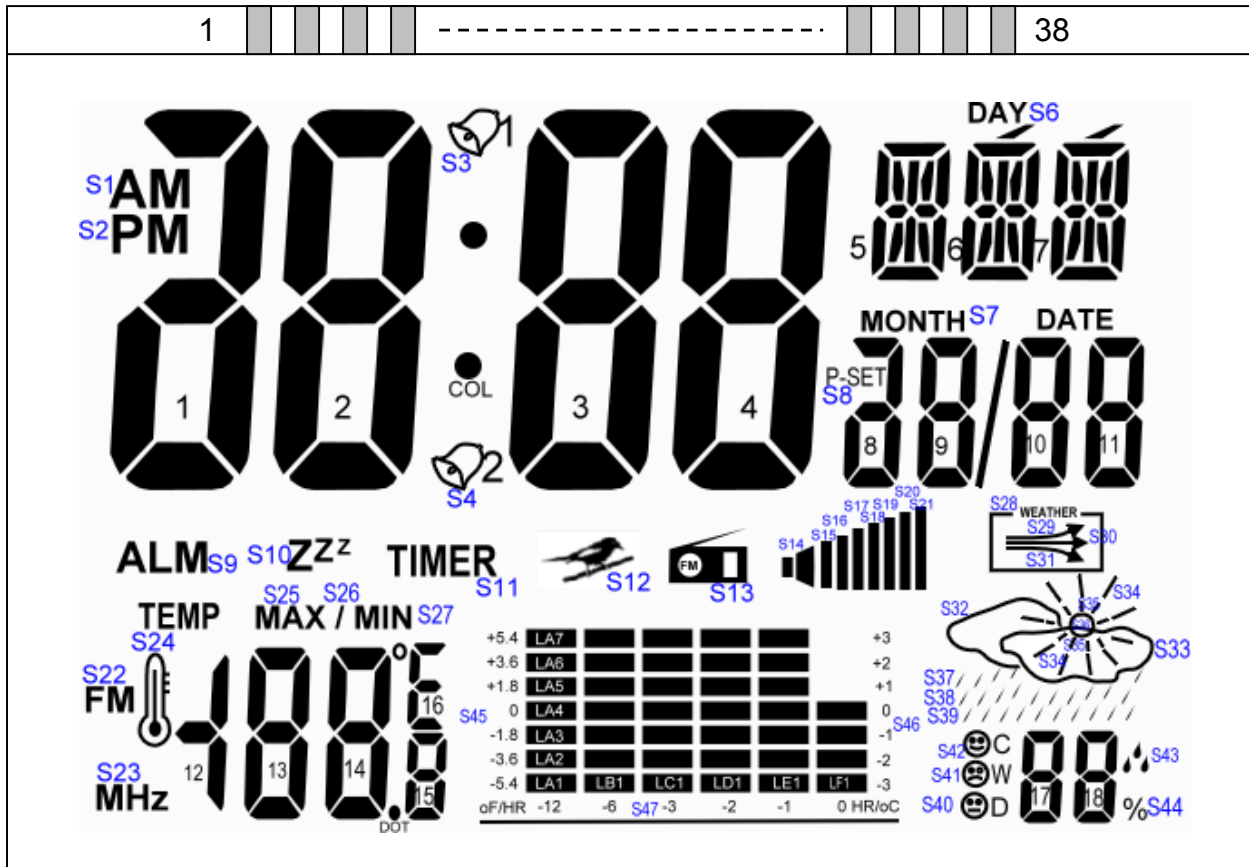 1 ------------------------ 38
DAY S6
S3 1
S1 AM
S2 PM
5 6 7
MONTH S7 DATE
P-SET
S8
COL
1 2 3 4
8 9 / 10 11
2
S4
S20
S17 S19 S21
S16 S18
S14 S15
S28 WEATHER
S29 S30
S31
ALM S9 S10 ZZZ TIMER S11 S12 FM S13
S25 S26
TEMP MAX / MIN S27
S24
S22
FM
S23
MHz
12 13 14 °F 16
15
DOT
+5.4 LA7 +3
+3.6 LA6 +2
+1.8 LA5 +1
S45 0 LA4 0 S46
-1.8 LA3 -1
-3.6 LA2 -2
-5.4 LA1 LB1 LC1 LD1 LE1 LF1 -3
oF/HR -12 -6 S47 -3 -2 -1 0 HR/oC
S32 S35 S34
S36
S35
S34 S33
S37
S38
S39
S42 C S43
S41 W
S40 D 17 18 % S44